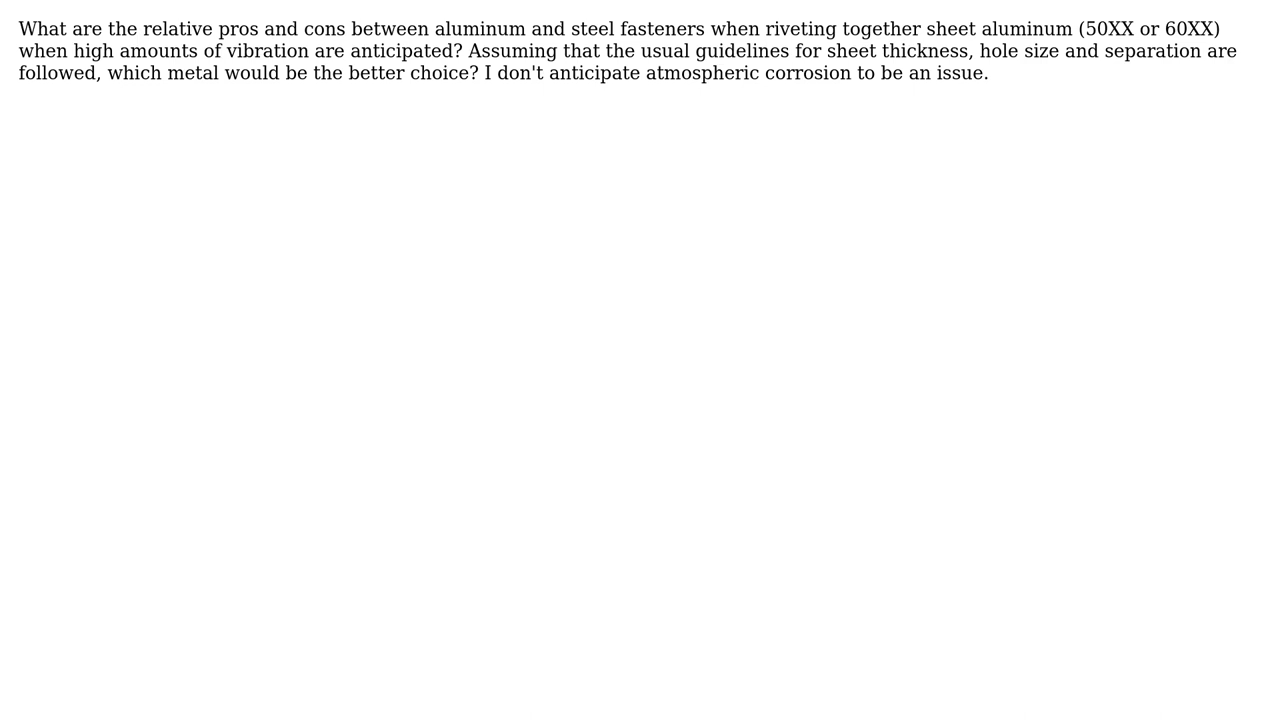 What are the relative pros and cons between aluminum and steel fasteners when riveting together sheet aluminum (50XX or 60XX)
when high amounts of vibration are anticipated? Assuming that the usual guidelines for sheet thickness, hole size and separation are
followed, which metal would be the better choice? I don't anticipate atmospheric corrosion to be an issue.